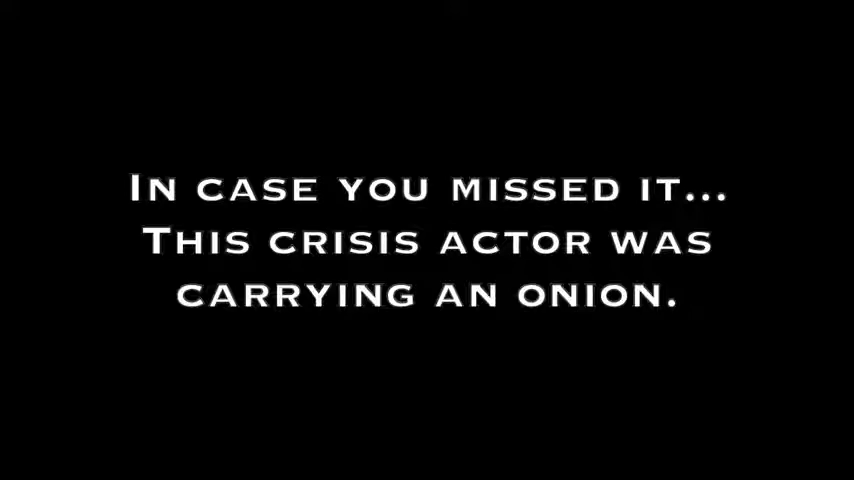 In case you missed it...
This crisis actor was
carrying an onion.